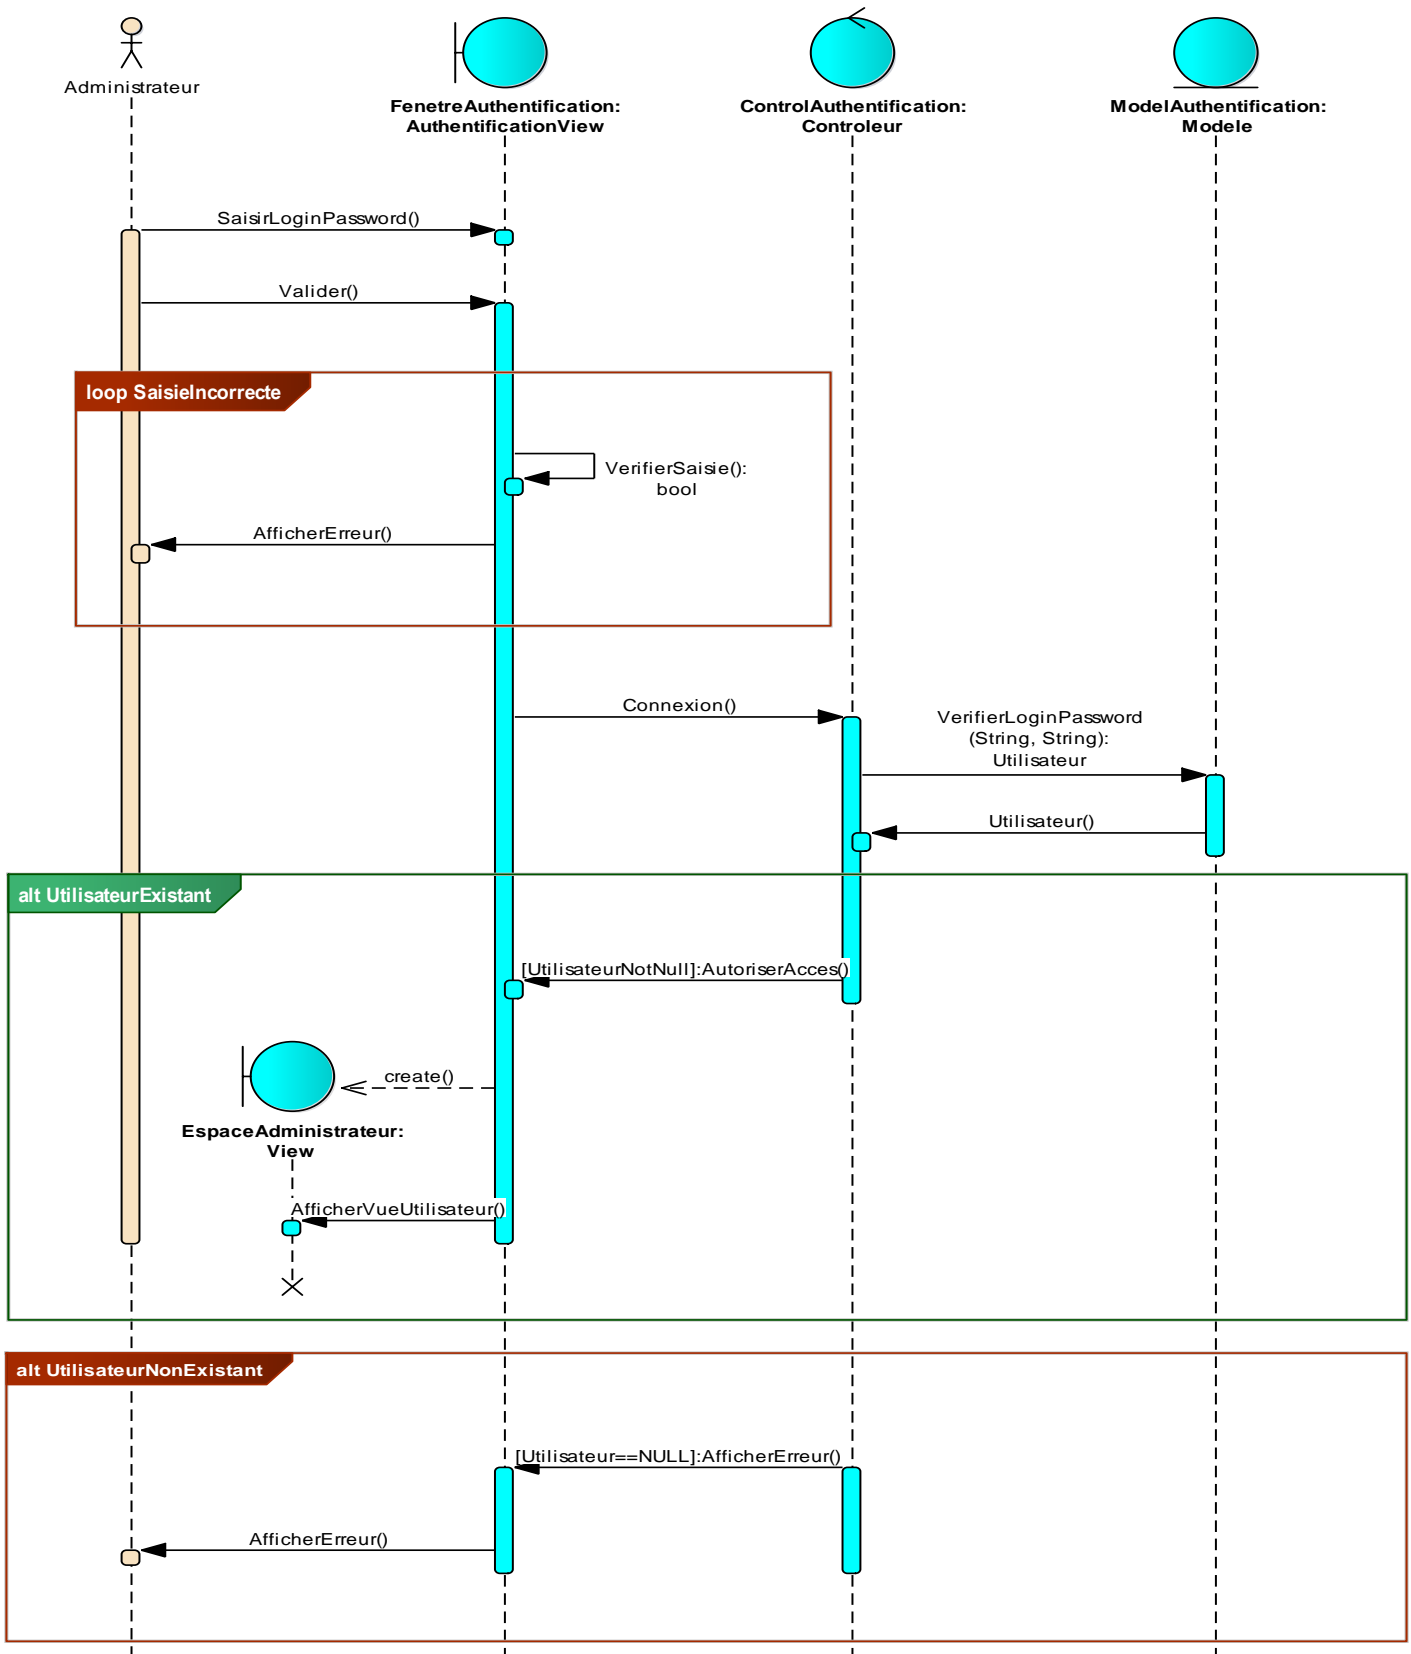 Administrateur
FenetreAuthentification:
AuthentificationView
ControlAuthentification:
Controleur
ModelAuthentification:
Modele
SaisirLoginPassword()
Valider()
loop SaisieIncorrecte
VerifierSaisie():
bool
AfficherErreur()
Connexion()
VerifierLoginPassword
(String, String):
Utilisateur
Utilisateur()
alt UtilisateurExistant
[UtilisateurNotNull]:AutoriserAcces()
create()
EspaceAdministrateur:
View
AfficherVueUtilisateur()
alt UtilisateurNonExistant
[Utilisateur==NULL]:AfficherErreur()
AfficherErreur()